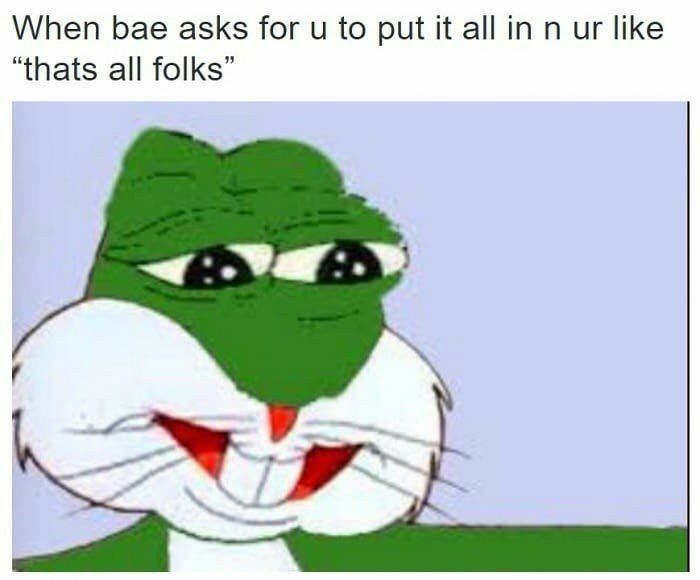 When bae asks for u to put it all in n ur like
“thats all folks”